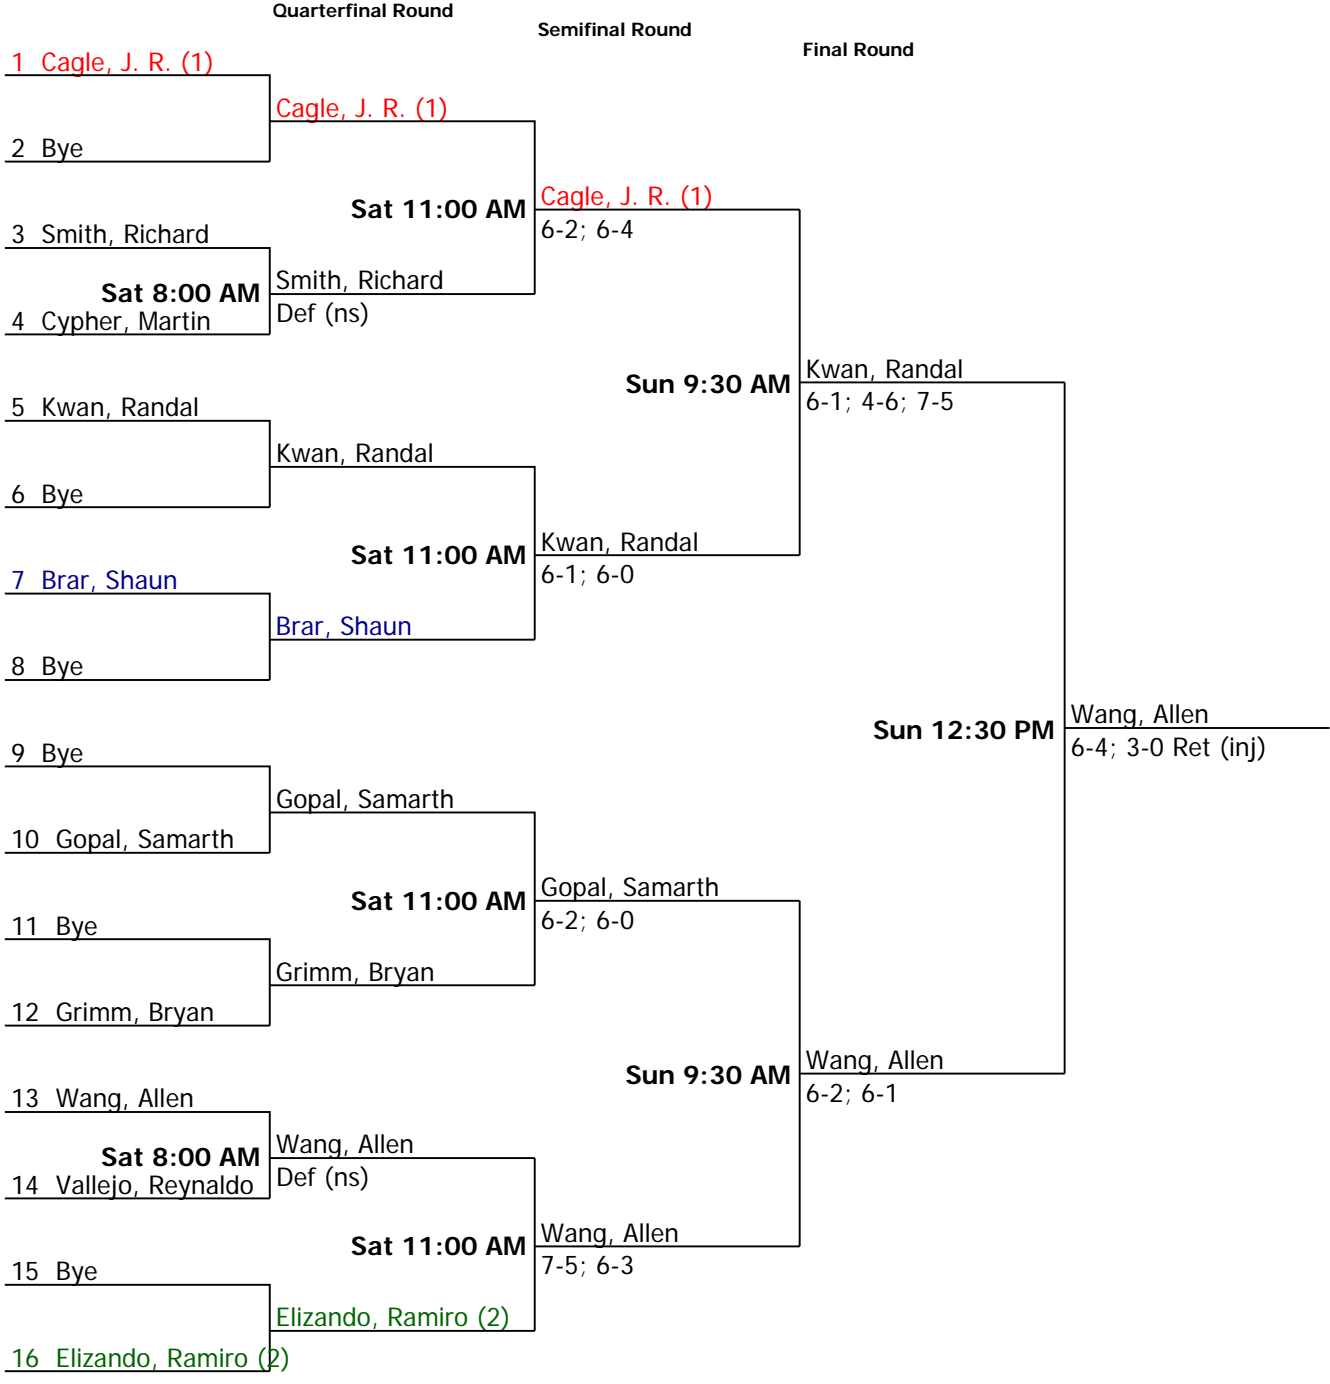 Quarterfinal Round
Semifinal Round
Final Round
1 Cagle, J. R. (1)
Cagle, J. R. (1)
2 Bye
Cagle, J. R. (1)
Sat 11:00 AM
6-2; 6-4
3 Smith, Richard
Smith, Richard
Sat 8:00 AM
Def (ns)
4 Cypher, Martin
Kwan, Randal
Sun 9:30 AM
6-1; 4-6; 7-5
5 Kwan, Randal
Kwan, Randal
6 Bye
Kwan, Randal
Sat 11:00 AM
6-1; 6-0
7 Brar, Shaun
Brar, Shaun
8 Bye
Wang, Allen
Sun 12:30 PM
6-4; 3-0 Ret (inj)
9 Bye
Gopal, Samarth
10 Gopal, Samarth
Gopal, Samarth
Sat 11:00 AM
6-2; 6-0
11 Bye
Grimm, Bryan
12 Grimm, Bryan
Wang, Allen
Sun 9:30 AM
6-2; 6-1
13 Wang, Allen
Wang, Allen
Sat 8:00 AM
Def (ns)
14 Vallejo, Reynaldo
Wang, Allen
Sat 11:00 AM
7-5; 6-3
15 Bye
Elizando, Ramiro (2)
16 Elizando, Ramiro (2)